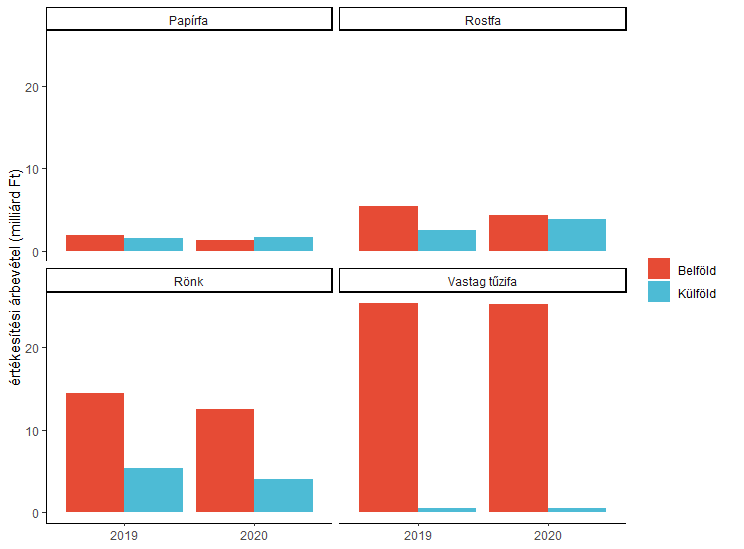 Papírfa
Rostfa
20
10
0
értékesítési árbevétel (milliárd Ft)
Rönk
Vastag tűzifa
20
10
0
2019
2020
2019
2020
Belföld
Külföld